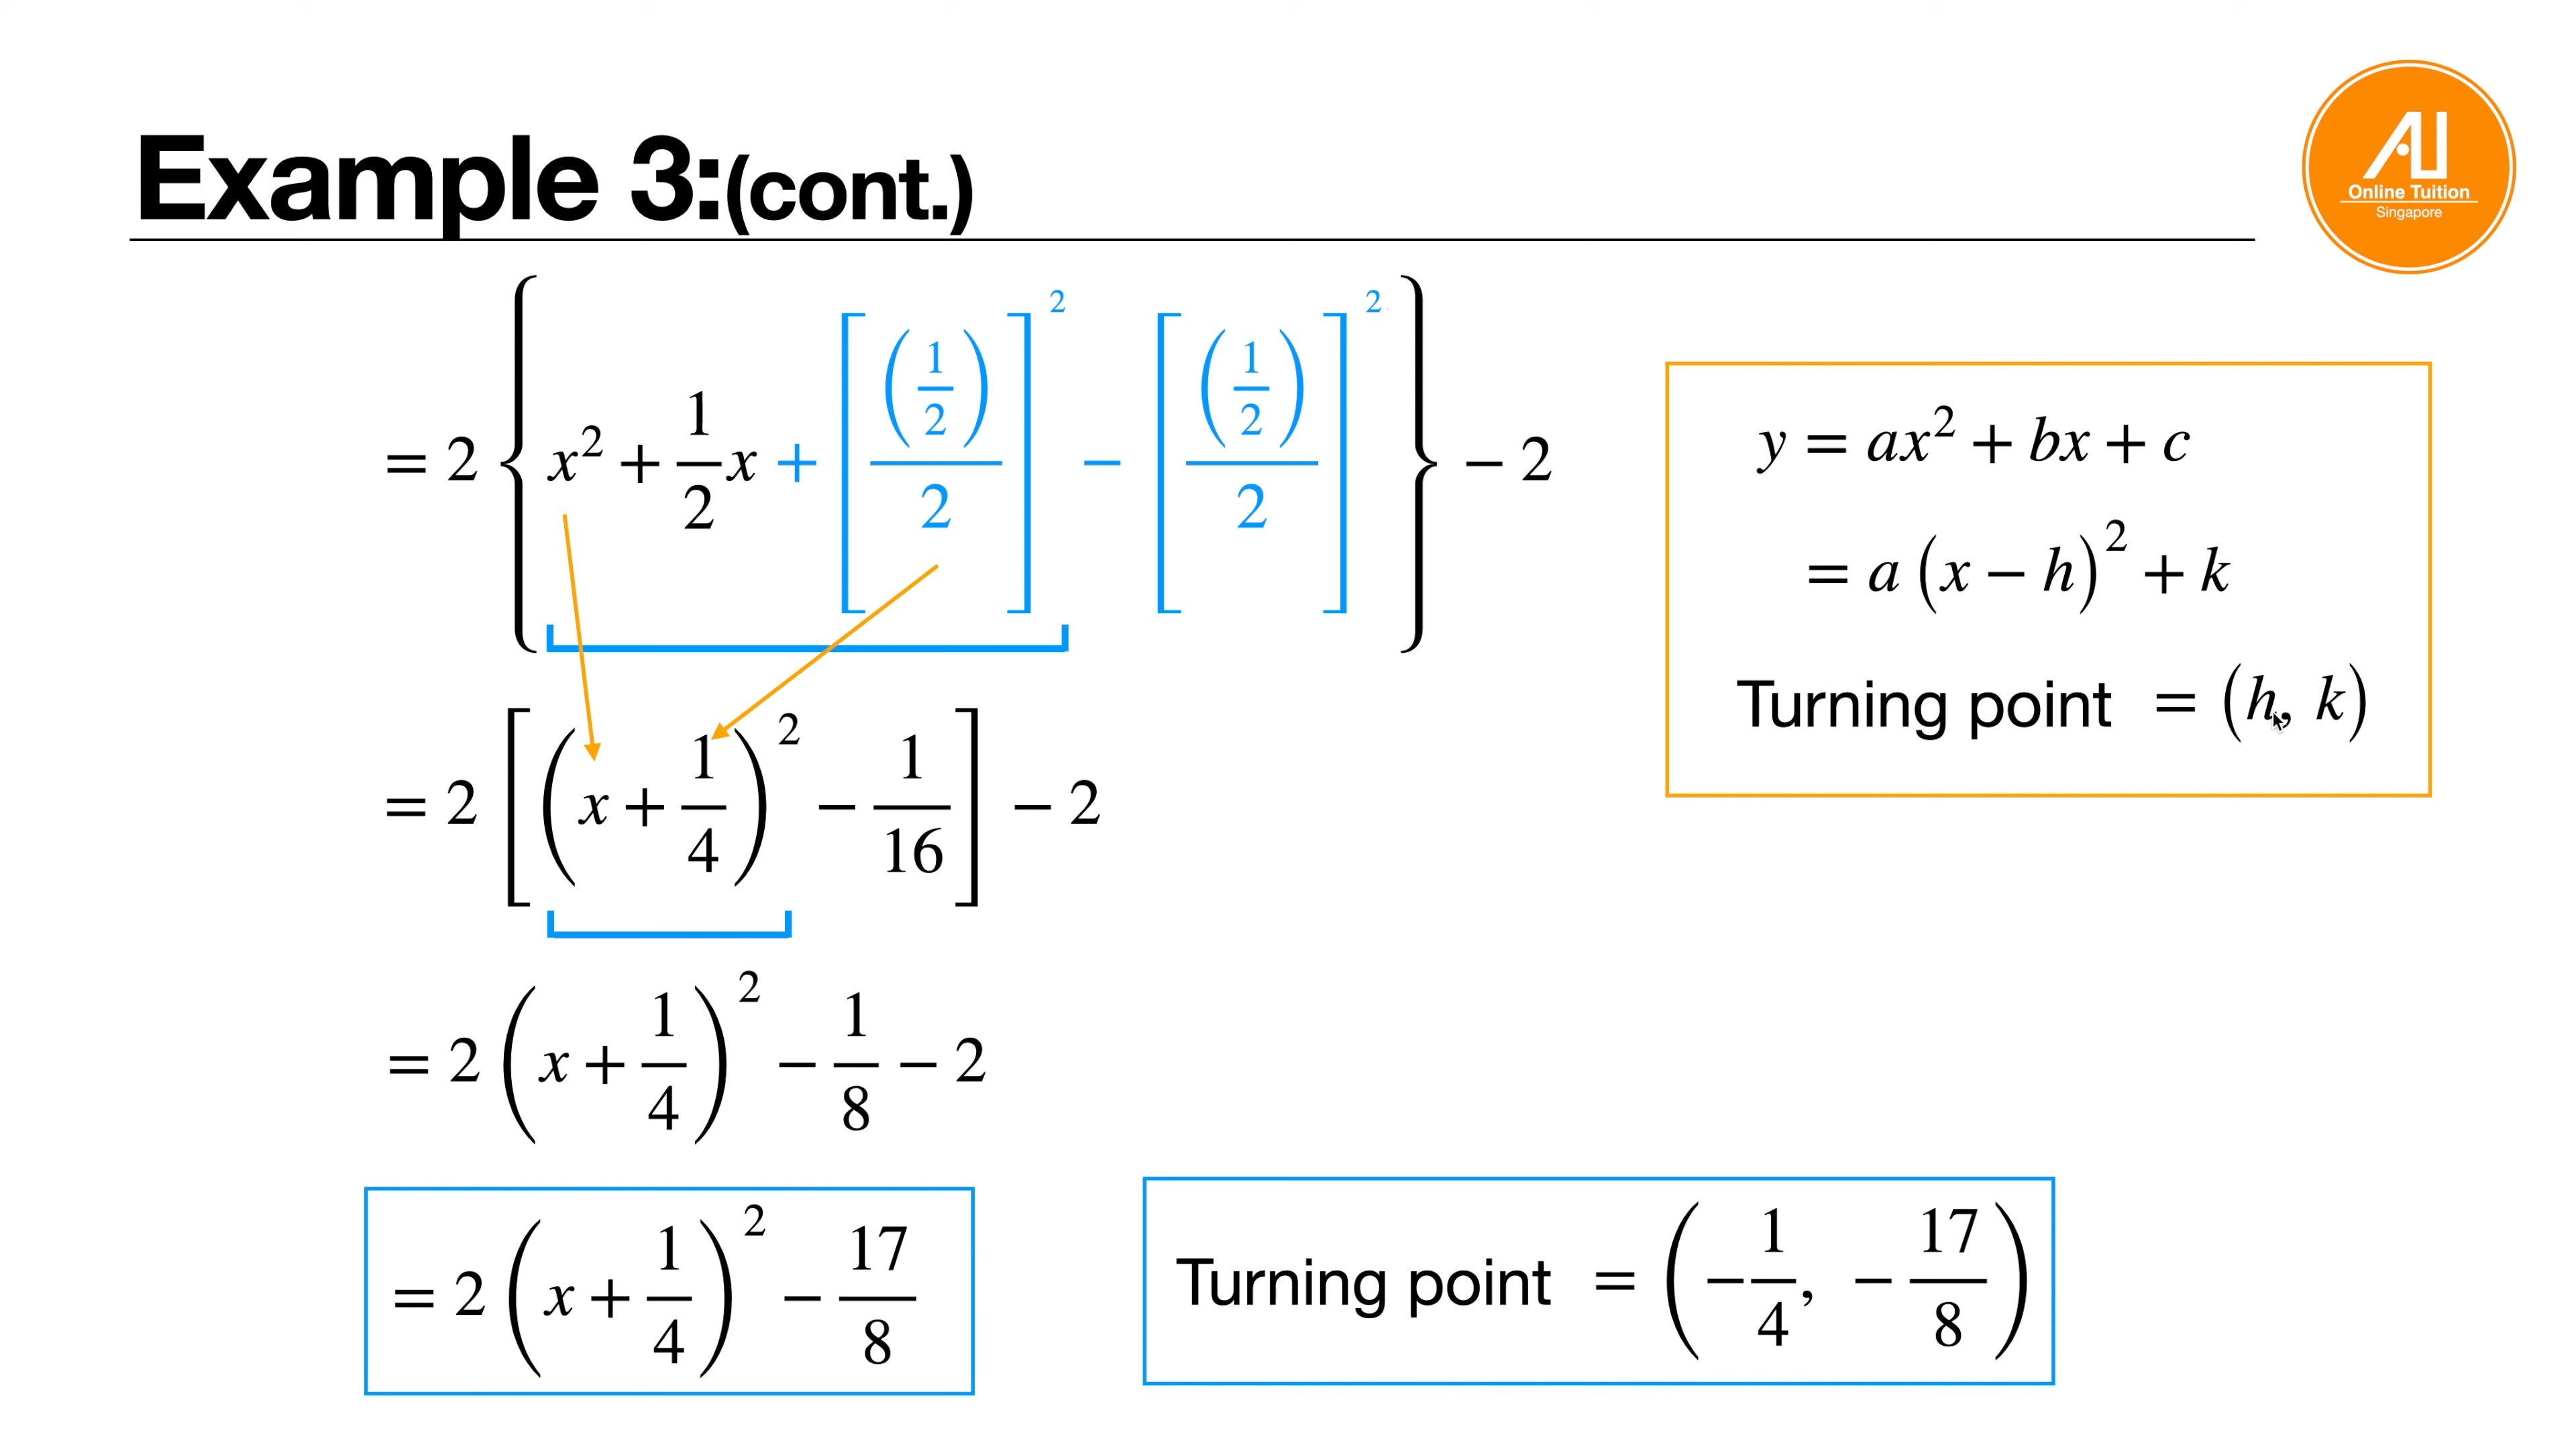 Example 3:(cont.)
AU
Online Tuition
Singapore
= 2 { x² + 1/2 x + [ (1/2) / 2 ]² − [ (1/2) / 2 ]² } − 2
y = ax² + bx + c
= a (x − h)² + k
Turning point = (h, k)
= 2 [ (x + 1/4)² − 1/16 ] − 2
= 2 (x + 1/4)² − 1/8 − 2
= 2 (x + 1/4)² − 17/8
Turning point = (−1/4, −17/8)